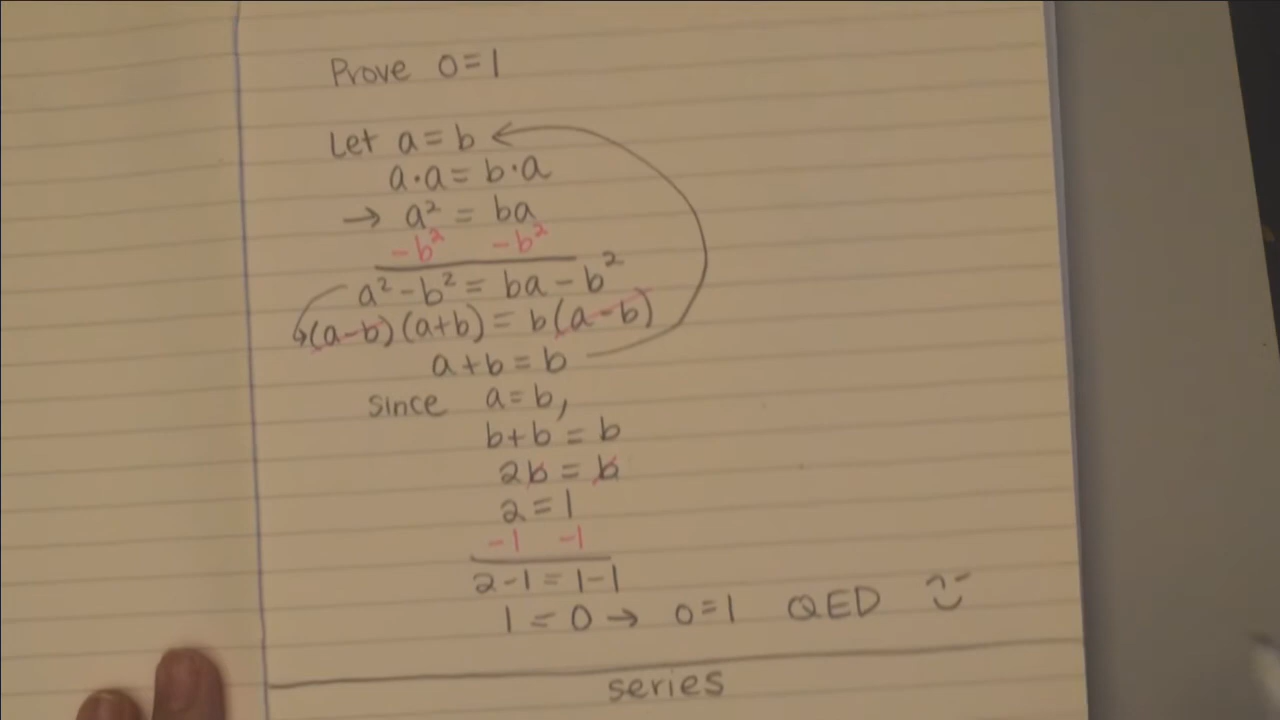 Prove 0=1
Let a=b
a·a=b·a
→ a² = ba
-b² -b²
a²-b²= ba-b²
(a-b)(a+b)= b(a-b)
a+b=b
since a=b,
b+b=b
2b=b
2=1
-1 -1
2-1=1-1
1=0→ 0=1 QED
series